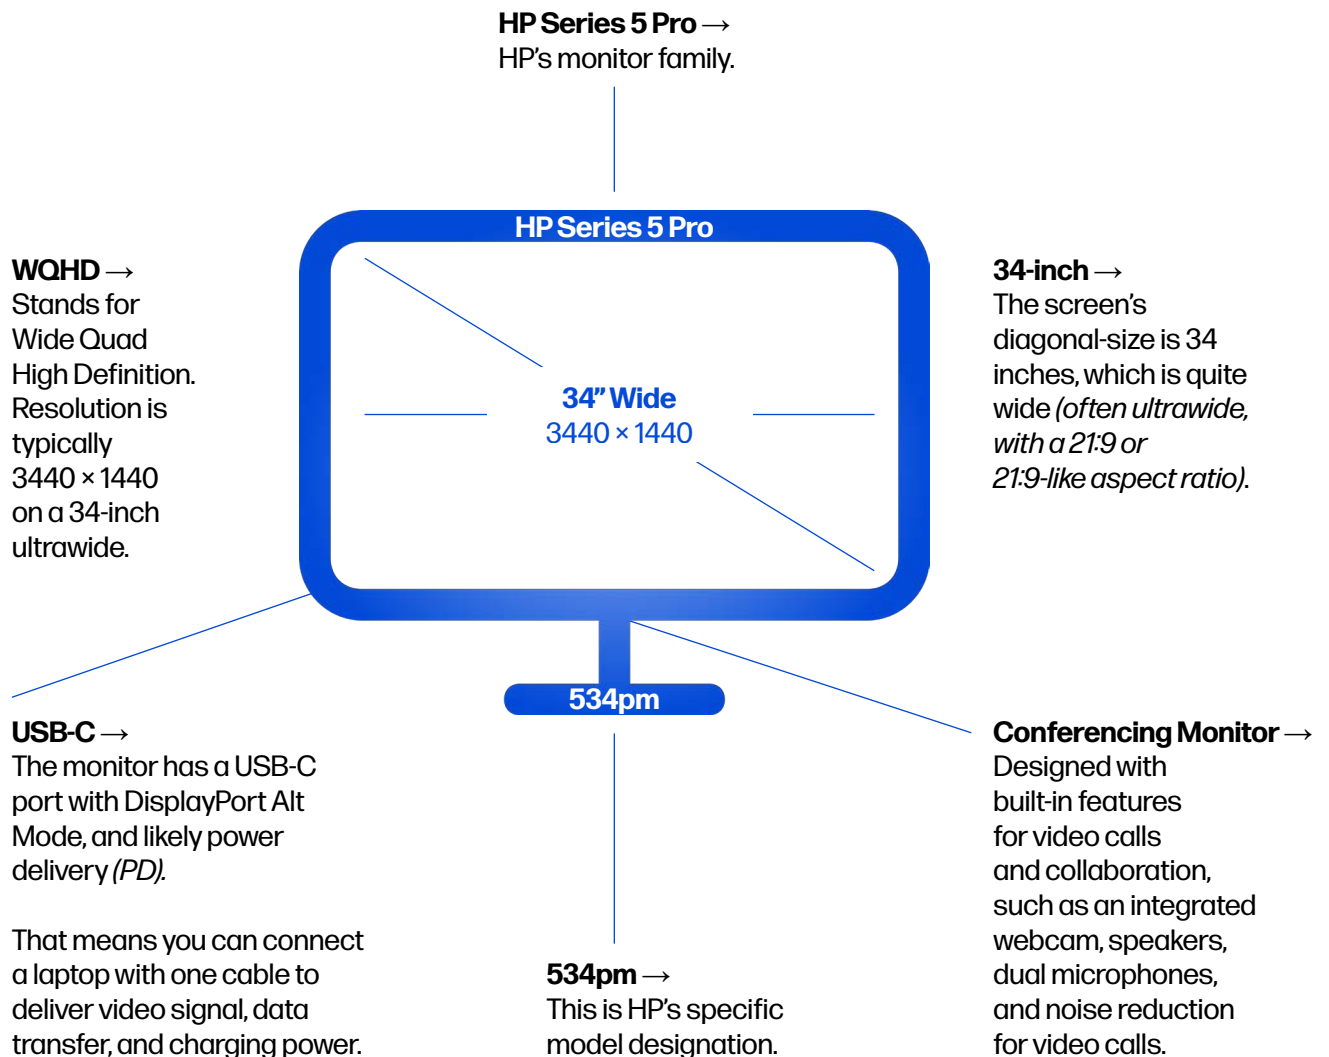 HP Series 5 Pro →
HP's monitor family.
HP Series 5 Pro
WQHD →
Stands for
Wide Quad
High Definition.
Resolution is
typically
3440 × 1440
on a 34-inch
ultrawide.
34” Wide
3440 × 1440
34-inch →
The screen's
diagonal-size is 34
inches, which is quite
wide (often ultrawide,
with a 21:9 or
21:9-like aspect ratio).
534pm
USB-C →
The monitor has a USB-C
port with DisplayPort Alt
Mode, and likely power
delivery (PD).
That means you can connect
a laptop with one cable to
deliver video signal, data
transfer, and charging power.
534pm →
This is HP's specific
model designation.
Conferencing Monitor →
Designed with
built-in features
for video calls
and collaboration,
such as an integrated
webcam, speakers,
dual microphones,
and noise reduction
for video calls.